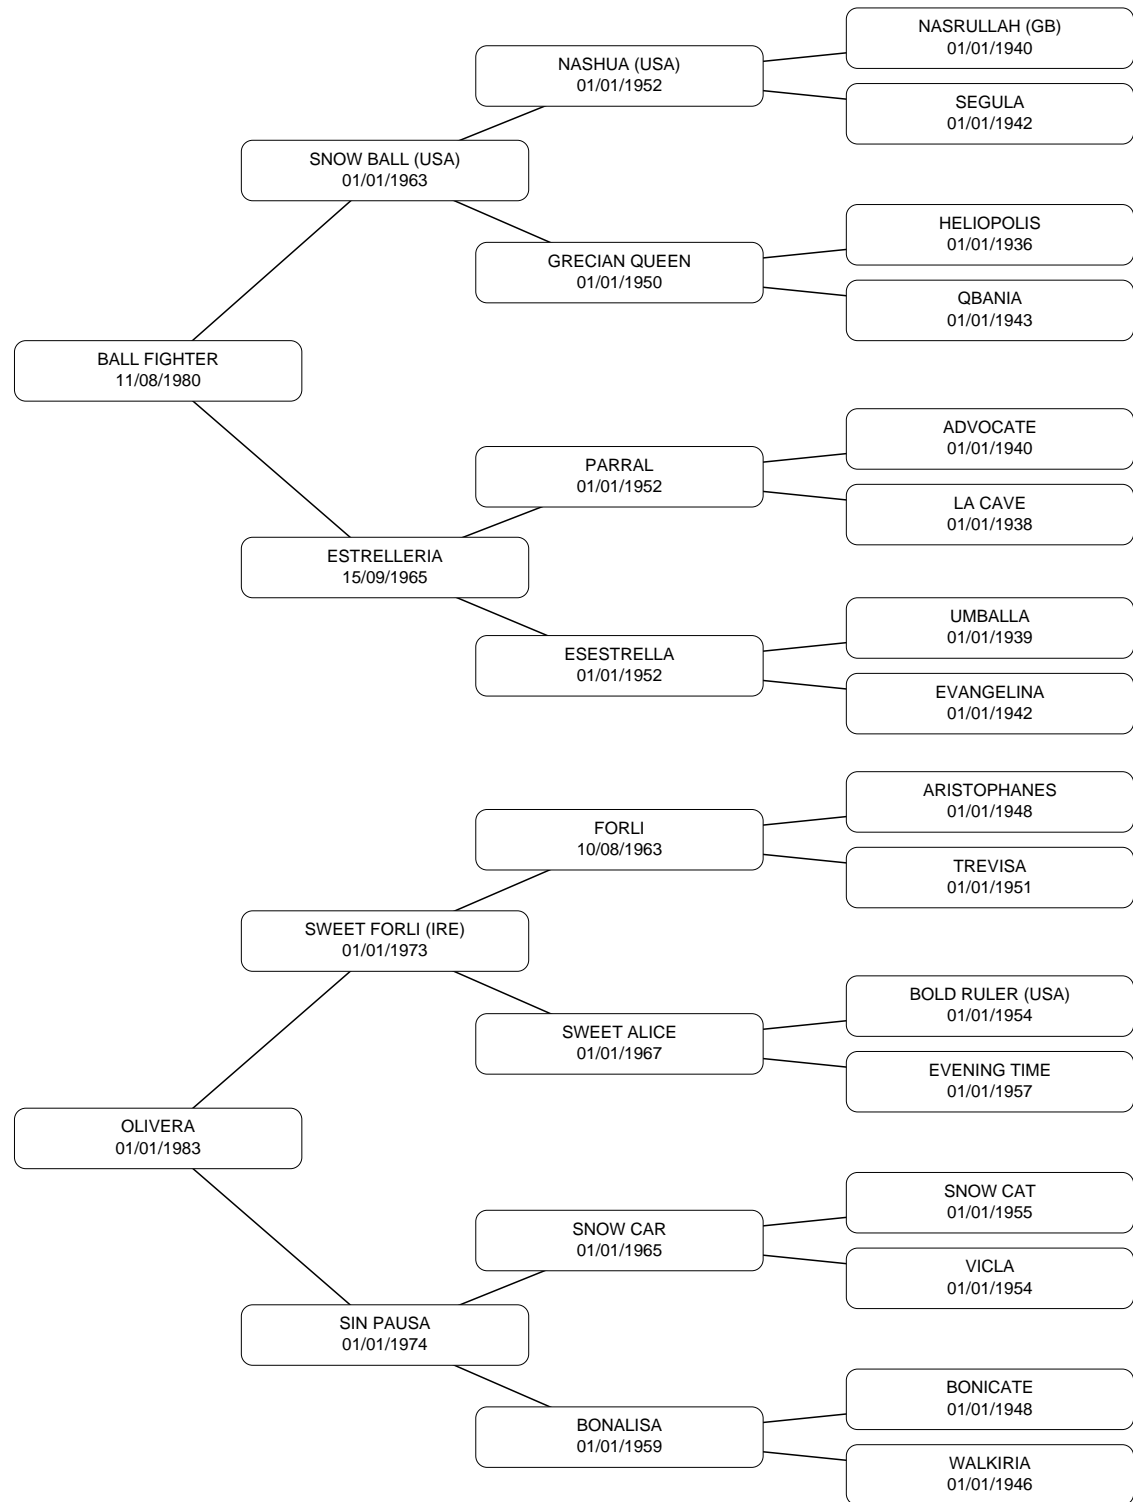 NASRULLAH (GB)
01/01/1940
NASHUA (USA)
01/01/1952
SEGULA
01/01/1942
SNOW BALL (USA)
01/01/1963
HELIOPOLIS
01/01/1936
GRECIAN QUEEN
01/01/1950
QBANIA
01/01/1943
BALL FIGHTER
11/08/1980
ADVOCATE
01/01/1940
PARRAL
01/01/1952
LA CAVE
01/01/1938
ESTRELLERIA
15/09/1965
UMBALLA
01/01/1939
ESESTRELLA
01/01/1952
EVANGELINA
01/01/1942
ARISTOPHANES
01/01/1948
FORLI
10/08/1963
TREVISA
01/01/1951
SWEET FORLI (IRE)
01/01/1973
BOLD RULER (USA)
01/01/1954
SWEET ALICE
01/01/1967
EVENING TIME
01/01/1957
OLIVERA
01/01/1983
SNOW CAT
01/01/1955
SNOW CAR
01/01/1965
VICLA
01/01/1954
SIN PAUSA
01/01/1974
BONICATE
01/01/1948
BONALISA
01/01/1959
WALKIRIA
01/01/1946